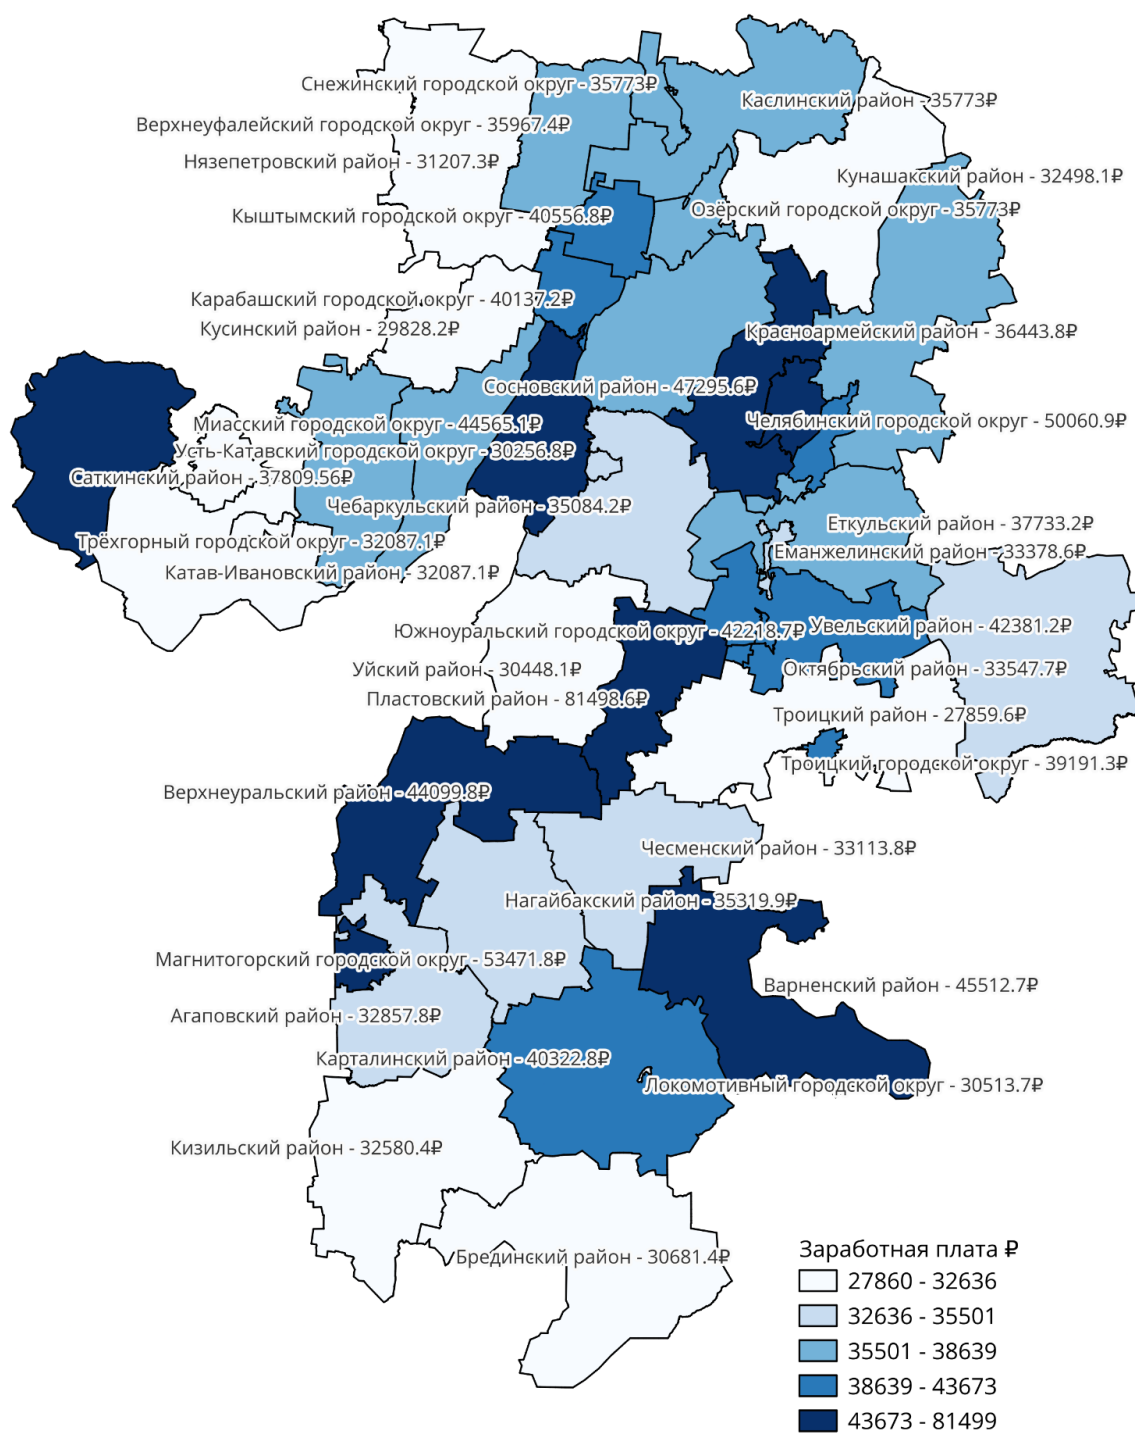 Снежинский городской округ - 35773₽
Каслинский район - 35773₽
Верхнеуфалейский городской округ - 35967.4₽
Нязепетровский район - 31207.3₽
Кунашакский район - 32498.1₽
Озёрский городской округ - 35773₽
Кыштымский городской округ - 40556.8₽
Карабашский городской округ - 40137.2₽
Кусинский район - 29828.2₽
Красноармейский район - 36443.8₽
Сосновский район - 47295.6₽
Миасский городской округ - 44565.1₽
Челябинский городской округ - 50060.9₽
Усть-Катавский городской округ - 30256.8₽
Саткинский район - 37809.56₽
Чебаркульский район - 35084.2₽
Еткульский район - 37733.2₽
Трёхгорный городской округ - 32087.1₽
Еманжелинский район - 33378.6₽
Катав-Ивановский район - 32087.1₽
Южноуральский городской округ - 42218.7₽
Увельский район - 42381.2₽
Уйский район - 30448.1₽
Октябрьский район - 33547.7₽
Пластовский район - 81498.6₽
Троицкий район - 27859.6₽
Троицкий городской округ - 39191.3₽
Верхнеуральский район - 44099.8₽
Чесменский район - 33113.8₽
Нагайбакский район - 35319.9₽
Магнитогорский городской округ - 53471.8₽
Варненский район - 45512.7₽
Агаповский район - 32857.8₽
Карталинский район - 40322.8₽
Локомотивный городской округ - 30513.7₽
Кизильский район - 32580.4₽
Брединский район - 30681.4₽
Заработная плата ₽
27860 - 32636
32636 - 35501
35501 - 38639
38639 - 43673
43673 - 81499